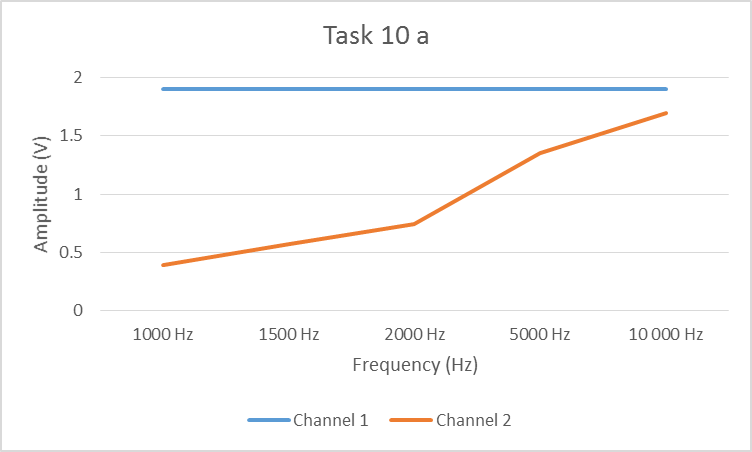 Task 10 a
2
1.5
1
0.5
0
Amplitude (V)
1000 Hz 1500 Hz 2000 Hz 5000 Hz 10 000 Hz
Frequency (Hz)
Channel 1 Channel 2